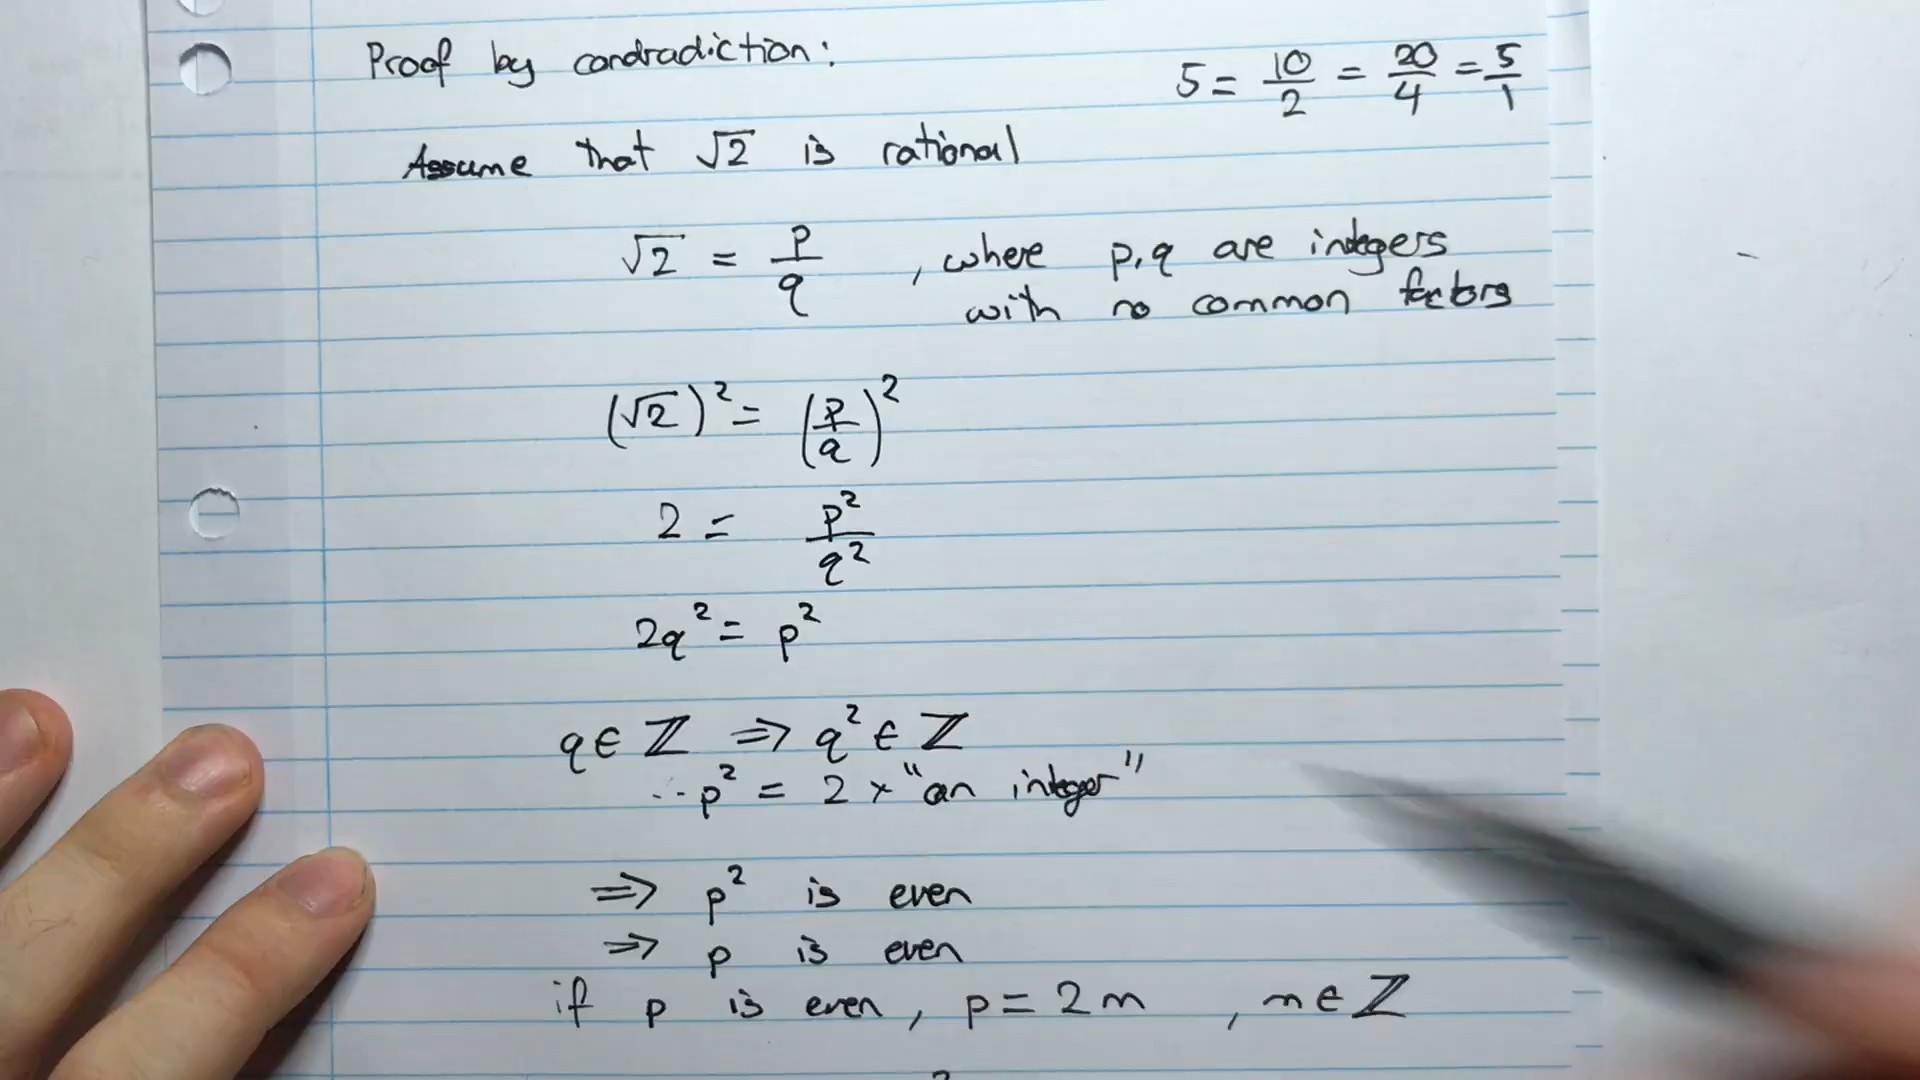 Proof by condradiction:
5 = 10/2 = 20/4 = 5/1
Assume that √2 is rational
√2 = p/q , where p,q are integers
with no common factors
(√2)² = (p/q)²
2 = p²/q²
2q² = p²
q ∈ ℤ ⇒ q² ∈ ℤ
∴ p² = 2 × "an integer"
⇒ p² is even
⇒ p is even
if p is even, p = 2m , m ∈ ℤ